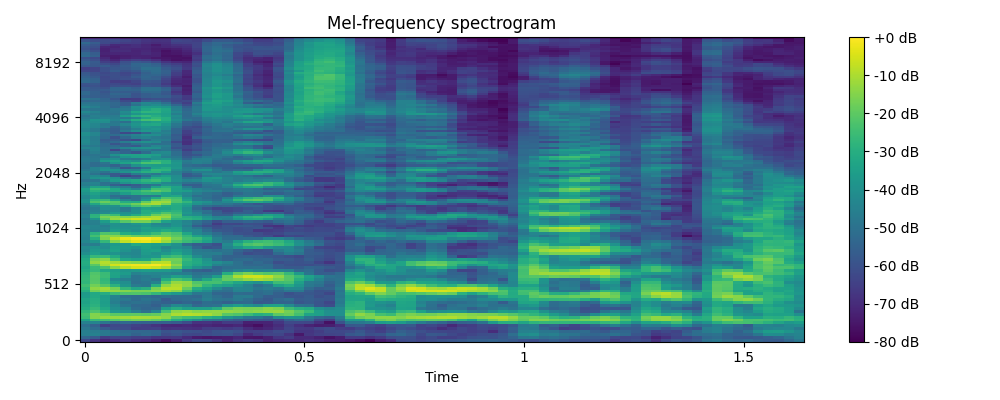 Mel-frequency spectrogram
8192
4096
2048
1024
512
0
Hz
0
0.5
1
1.5
Time
+0 dB
-10 dB
-20 dB
-30 dB
-40 dB
-50 dB
-60 dB
-70 dB
-80 dB